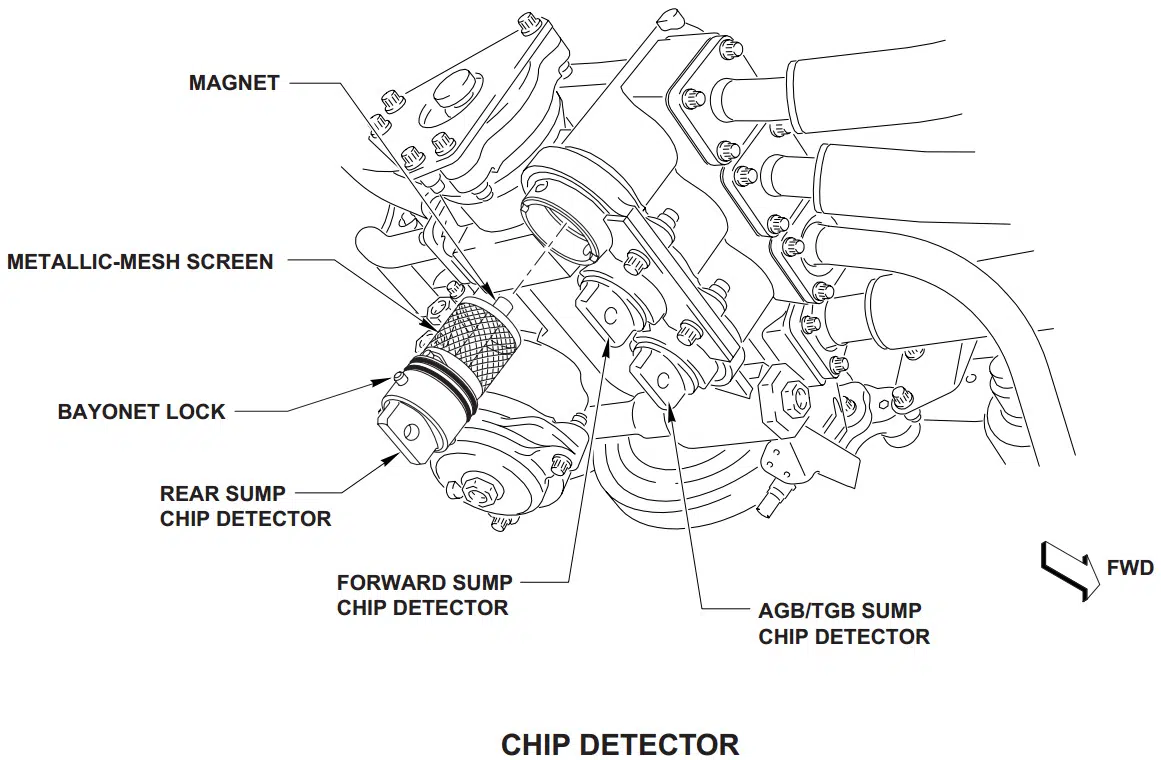 MAGNET
METALLIC-MESH SCREEN
BAYONET LOCK
REAR SUMP
CHIP DETECTOR
FORWARD SUMP
CHIP DETECTOR
AGB/TGB SUMP
CHIP DETECTOR
FWD
CHIP DETECTOR